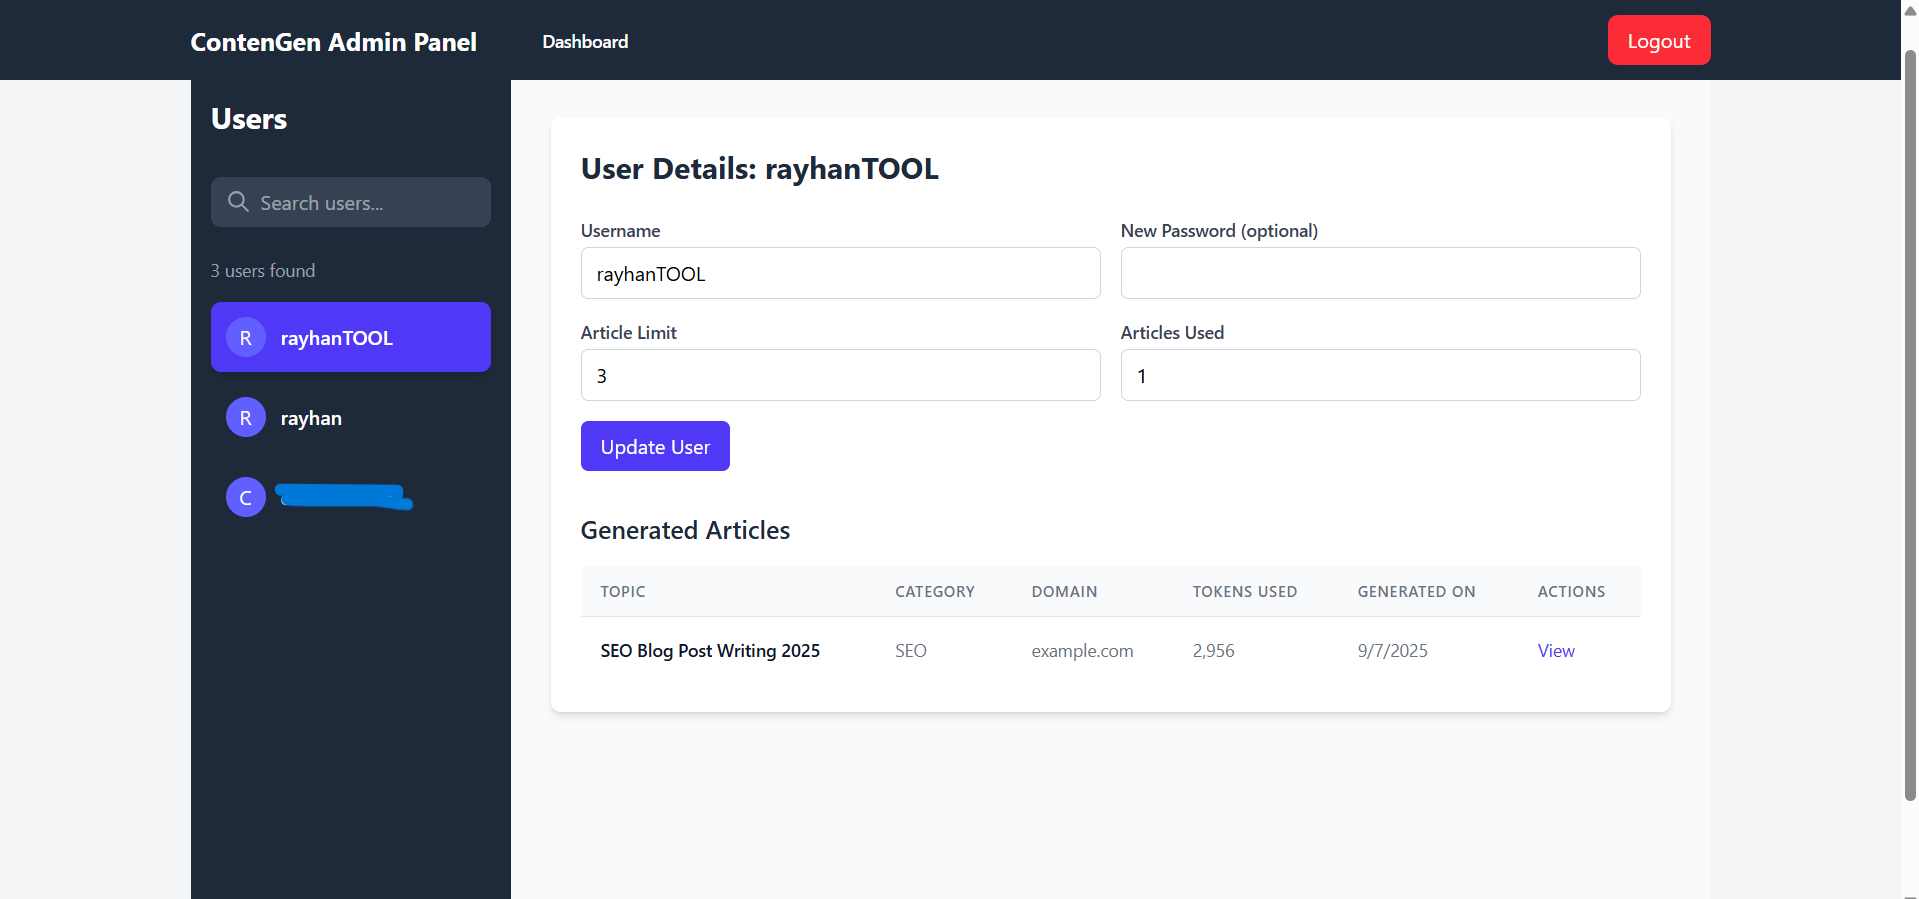 ContenGen Admin Panel Dashboard Logout
Users
Search users...
3 users found
R rayhanTOOL
R rayhan
C
User Details: rayhanTOOL
Username New Password (optional)
rayhanTOOL
Article Limit Articles Used
3 1
Update User
Generated Articles
TOPIC CATEGORY DOMAIN TOKENS USED GENERATED ON ACTIONS
SEO Blog Post Writing 2025 SEO example.com 2,956 9/7/2025 View